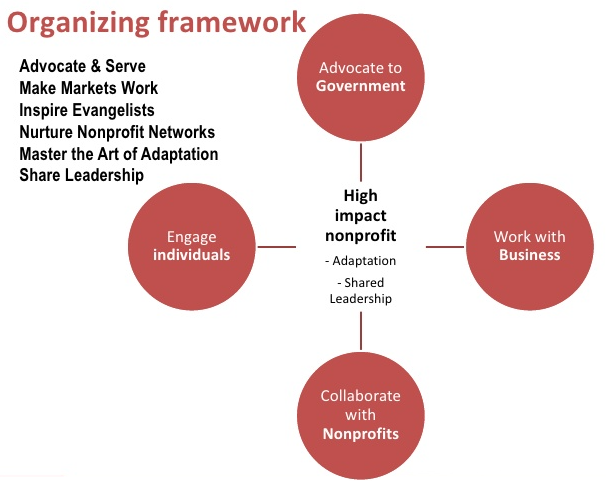 Organizing framework
Advocate & Serve
Make Markets Work
Inspire Evangelists
Nurture Nonprofit Networks
Master the Art of Adaptation
Share Leadership
Advocate to
Government
Engage
individuals
High
impact
nonprofit
- Adaptation
- Shared
Leadership
Work with
Business
Collaborate
with
Nonprofits